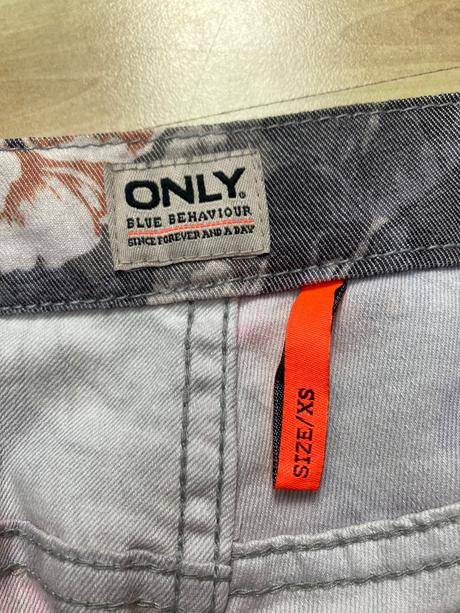 ONLY®
BLUE BEHAVIOUR
SINCE FOREVER AND A DAY
SIZE/XS